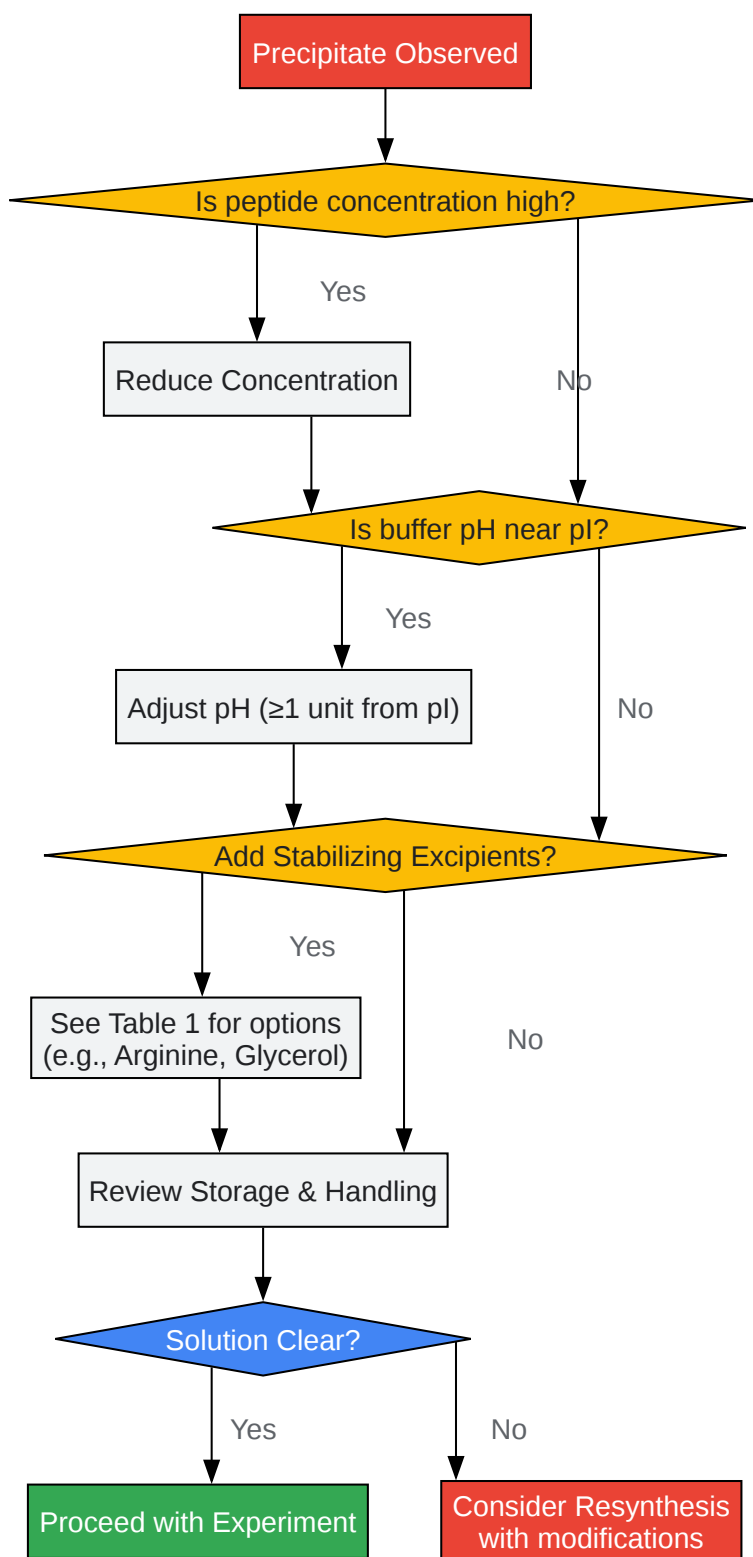 Precipitate Observed
Is peptide concentration high?
Yes
Reduce Concentration
No
Is buffer pH near pI?
Yes
Adjust pH (≥1 unit from pI)
No
Add Stabilizing Excipients?
Yes
See Table 1 for options
(e.g., Arginine, Glycerol)
No
Review Storage & Handling
Solution Clear?
Yes
No
Proceed with Experiment
Consider Resynthesis
with modifications